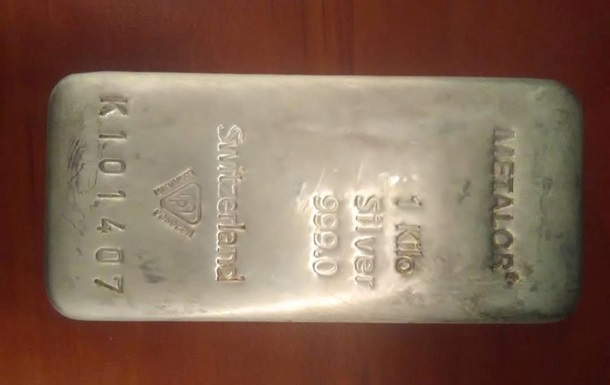 METALOR®
1 Kilo
Silver
999.0
Switzerland
K101407